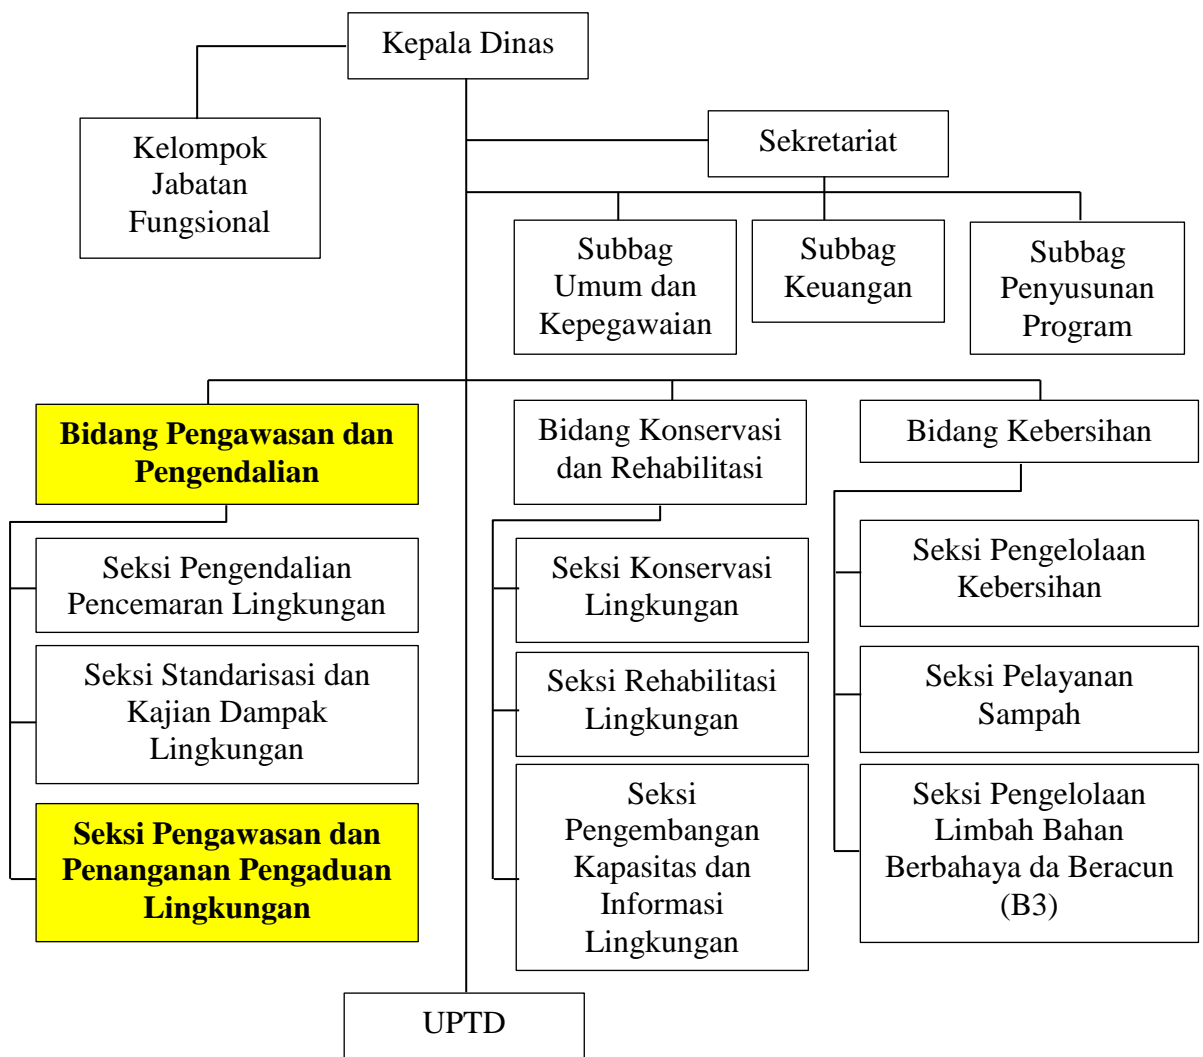 Kepala Dinas
Kelompok
Jabatan
Fungsional
Sekretariat
Subbag
Umum dan
Kepegawaian
Subbag
Keuangan
Subbag
Penyusunan
Program
Bidang Pengawasan dan
Pengendalian
Bidang Konservasi
dan Rehabilitasi
Bidang Kebersihan
Seksi Pengendalian
Pencemaran Lingkungan
Seksi Standarisasi dan
Kajian Dampak
Lingkungan
Seksi Pengawasan dan
Penanganan Pengaduan
Lingkungan
Seksi Konservasi
Lingkungan
Seksi Rehabilitasi
Lingkungan
Seksi
Pengembangan
Kapasitas dan
Informasi
Lingkungan
Seksi Pengelolaan
Kebersihan
Seksi Pelayanan
Sampah
Seksi Pengelolaan
Limbah Bahan
Berbahaya da Beracun
(B3)
UPTD